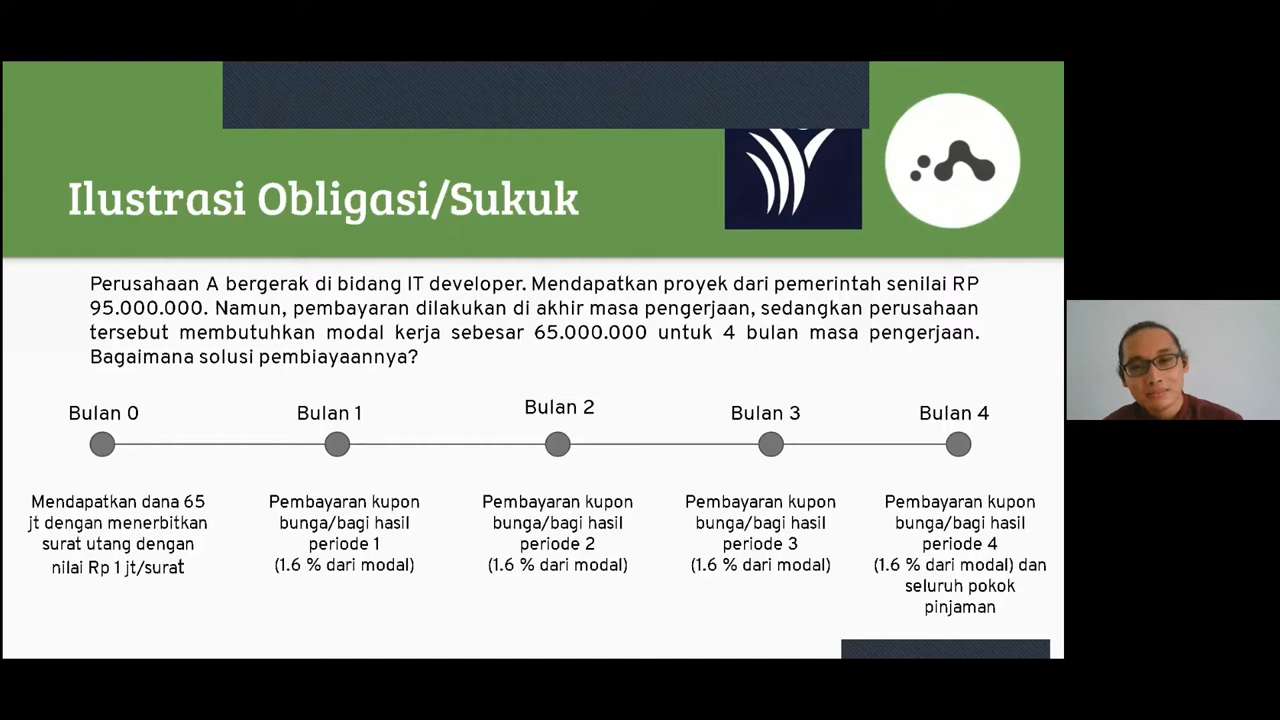 Ilustrasi Obligasi/Sukuk
Perusahaan A bergerak di bidang IT developer. Mendapatkan proyek dari pemerintah senilai RP
95.000.000. Namun, pembayaran dilakukan di akhir masa pengerjaan, sedangkan perusahaan
tersebut membutuhkan modal kerja sebesar 65.000.000 untuk 4 bulan masa pengerjaan.
Bagaimana solusi pembiayaannya?
Bulan 0
Mendapatkan dana 65
jt dengan menerbitkan
surat utang dengan
nilai Rp 1 jt/surat
Bulan 1
Pembayaran kupon
bunga/bagi hasil
periode 1
(1.6 % dari modal)
Bulan 2
Pembayaran kupon
bunga/bagi hasil
periode 2
(1.6 % dari modal)
Bulan 3
Pembayaran kupon
bunga/bagi hasil
periode 3
(1.6 % dari modal)
Bulan 4
Pembayaran kupon
bunga/bagi hasil
periode 4
(1.6 % dari modal) dan
seluruh pokok
pinjaman